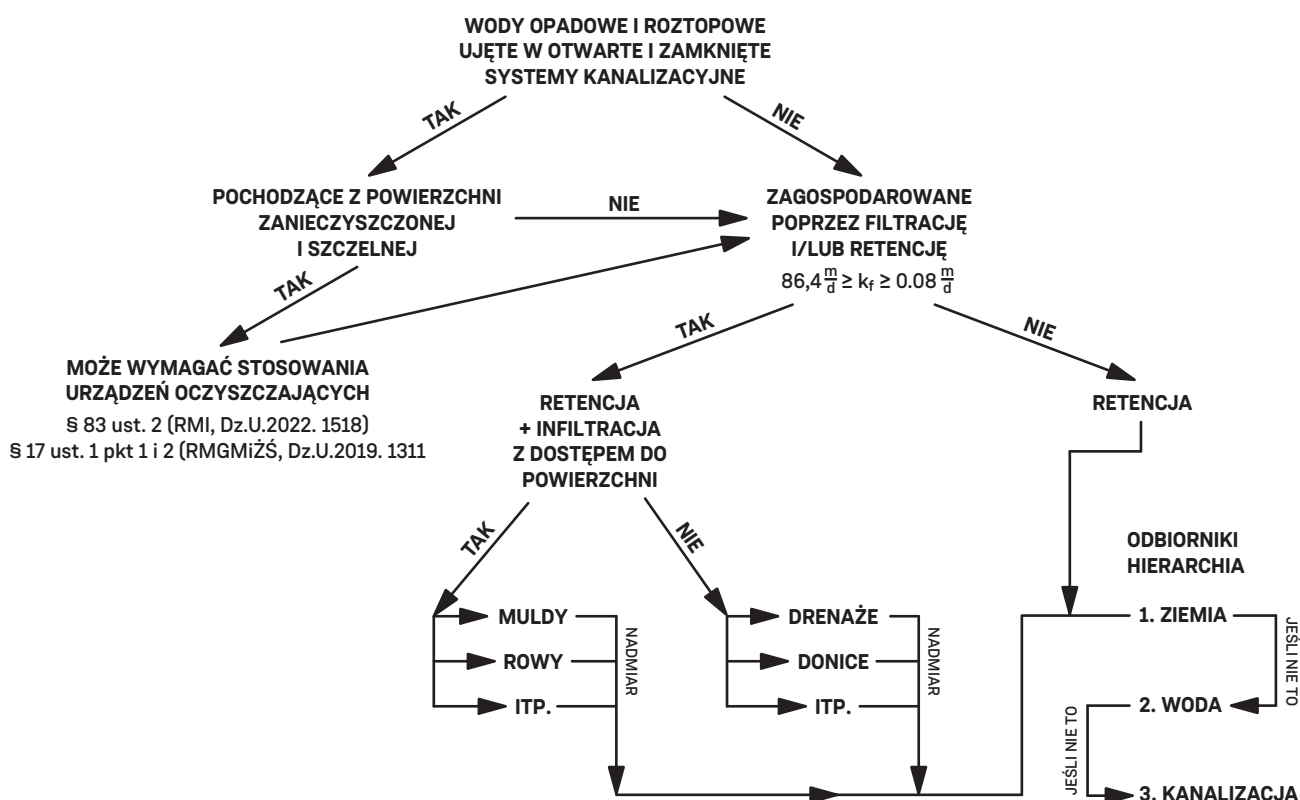 WODY OPADOWE I ROZTOPOWE
UJĘTE W OTWARTE I ZAMKNIĘTE
SYSTEMY KANALIZACYJNE
TAK
NIE
POCHODZĄCE Z POWIERZCHNI
ZANIECZYSZCZONEJ
I SZCZELNEJ
NIE
ZAGOSPODAROWANE
POPRZEZ FILTRACJĘ
I/LUB RETENCJĘ
86,4 m/d ≥ kf ≥ 0.08 m/d
TAK
MOŻE WYMAGAĆ STOSOWANIA
URZĄDZEŃ OCZYSZCZAJĄCYCH
§ 83 ust. 2 (RMI, Dz.U.2022. 1518)
§ 17 ust. 1 pkt 1 i 2 (RMGMiŻŚ, Dz.U.2019. 1311
TAK
NIE
RETENCJA
+ INFILTRACJA
Z DOSTĘPEM DO
POWIERZCHNI
RETENCJA
TAK
NIE
MULDY
ROWY
ITP.
NADMIAR
DRENAŻE
DONICE
ITP.
NADMIAR
ODBIORNIKI
HIERARCHIA
1. ZIEMIA
JEŚLI NIE TO
2. WODA
JEŚLI NIE TO
3. KANALIZACJA